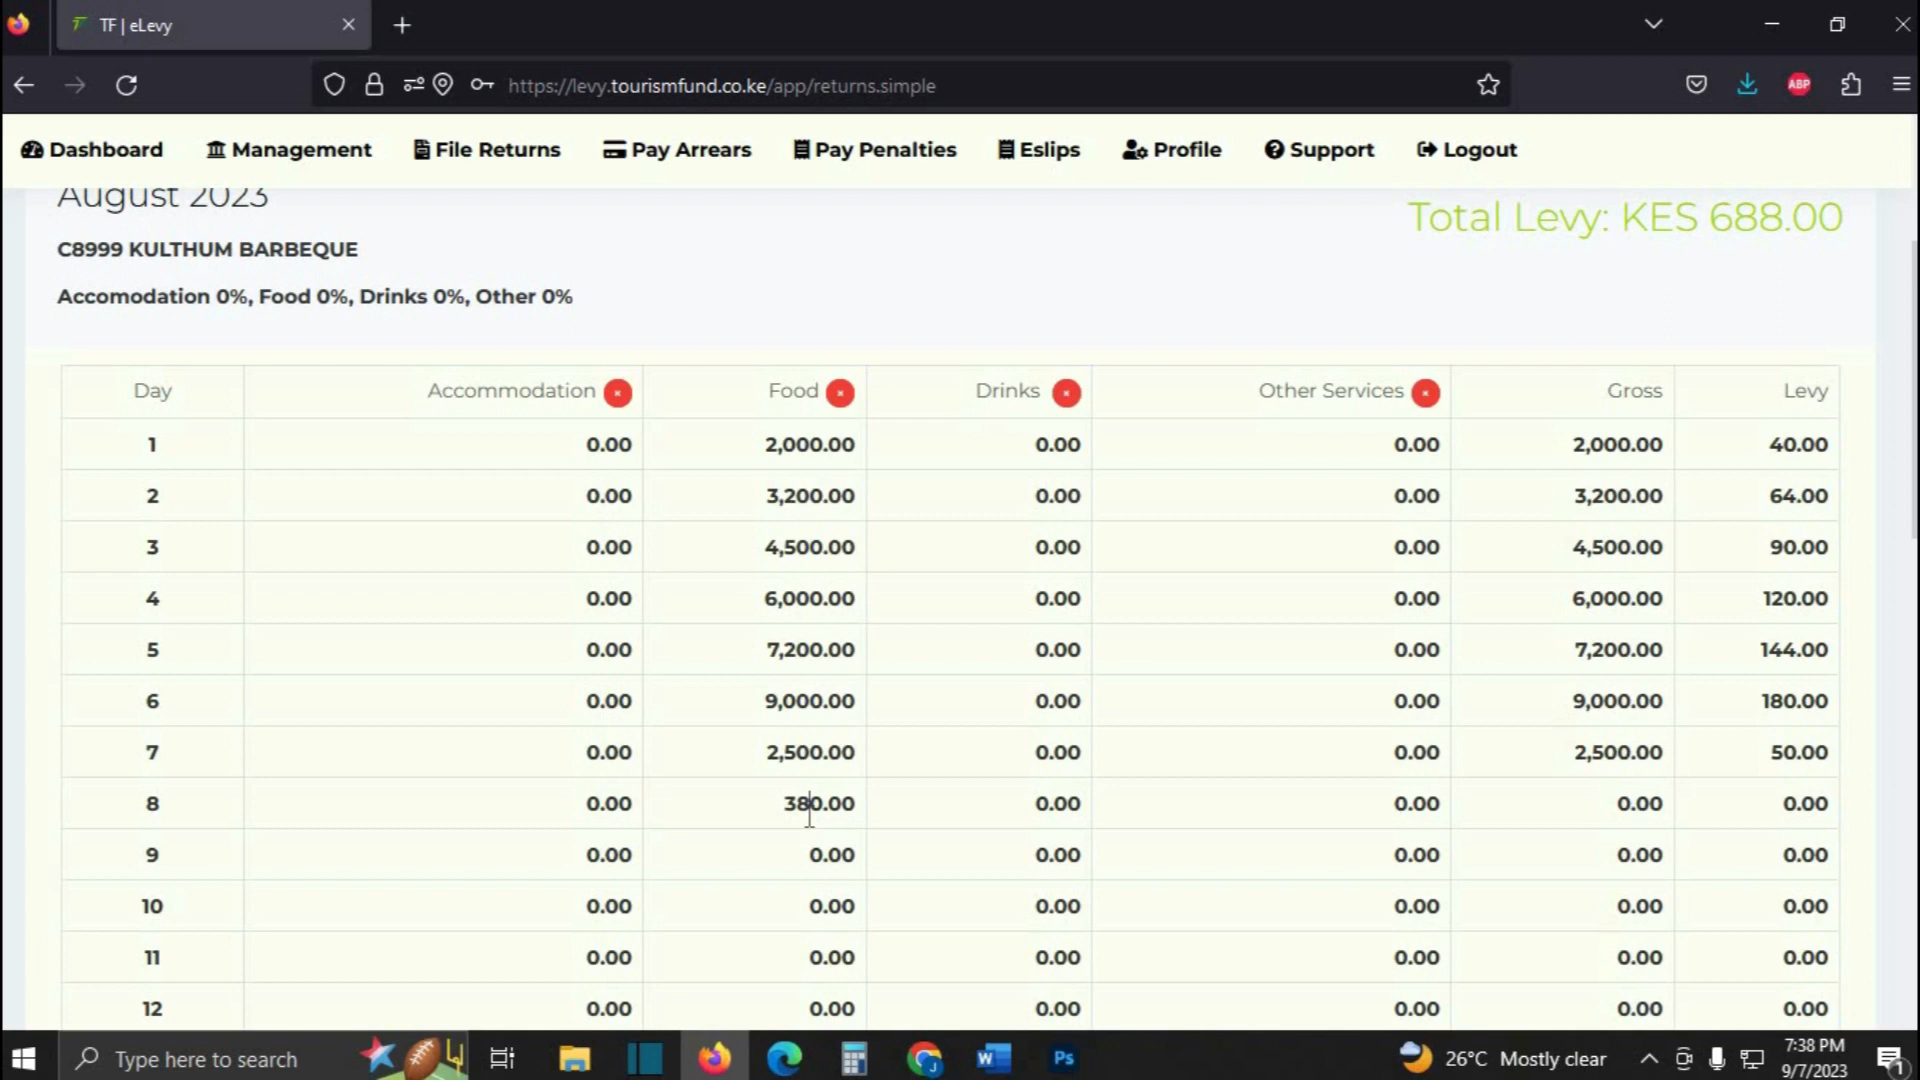 TF | eLevy
https://levy.tourismfund.co.ke/app/returns.simple
ABP
Dashboard Management File Returns Pay Arrears Pay Penalties Eslips Profile Support Logout
August 2023
Total Levy: KES 688.00
C8999 KULTHUM BARBEQUE
Accomodation 0%, Food 0%, Drinks 0%, Other 0%
Day Accommodation Food Drinks Other Services Gross Levy
1 0.00 2,000.00 0.00 0.00 2,000.00 40.00
2 0.00 3,200.00 0.00 0.00 3,200.00 64.00
3 0.00 4,500.00 0.00 0.00 4,500.00 90.00
4 0.00 6,000.00 0.00 0.00 6,000.00 120.00
5 0.00 7,200.00 0.00 0.00 7,200.00 144.00
6 0.00 9,000.00 0.00 0.00 9,000.00 180.00
7 0.00 2,500.00 0.00 0.00 2,500.00 50.00
8 0.00 380.00 0.00 0.00 0.00 0.00
9 0.00 0.00 0.00 0.00 0.00 0.00
10 0.00 0.00 0.00 0.00 0.00 0.00
11 0.00 0.00 0.00 0.00 0.00 0.00
12 0.00 0.00 0.00 0.00 0.00 0.00
Type here to search
W
Ps
26°C Mostly clear
7:38 PM
9/7/2023
1